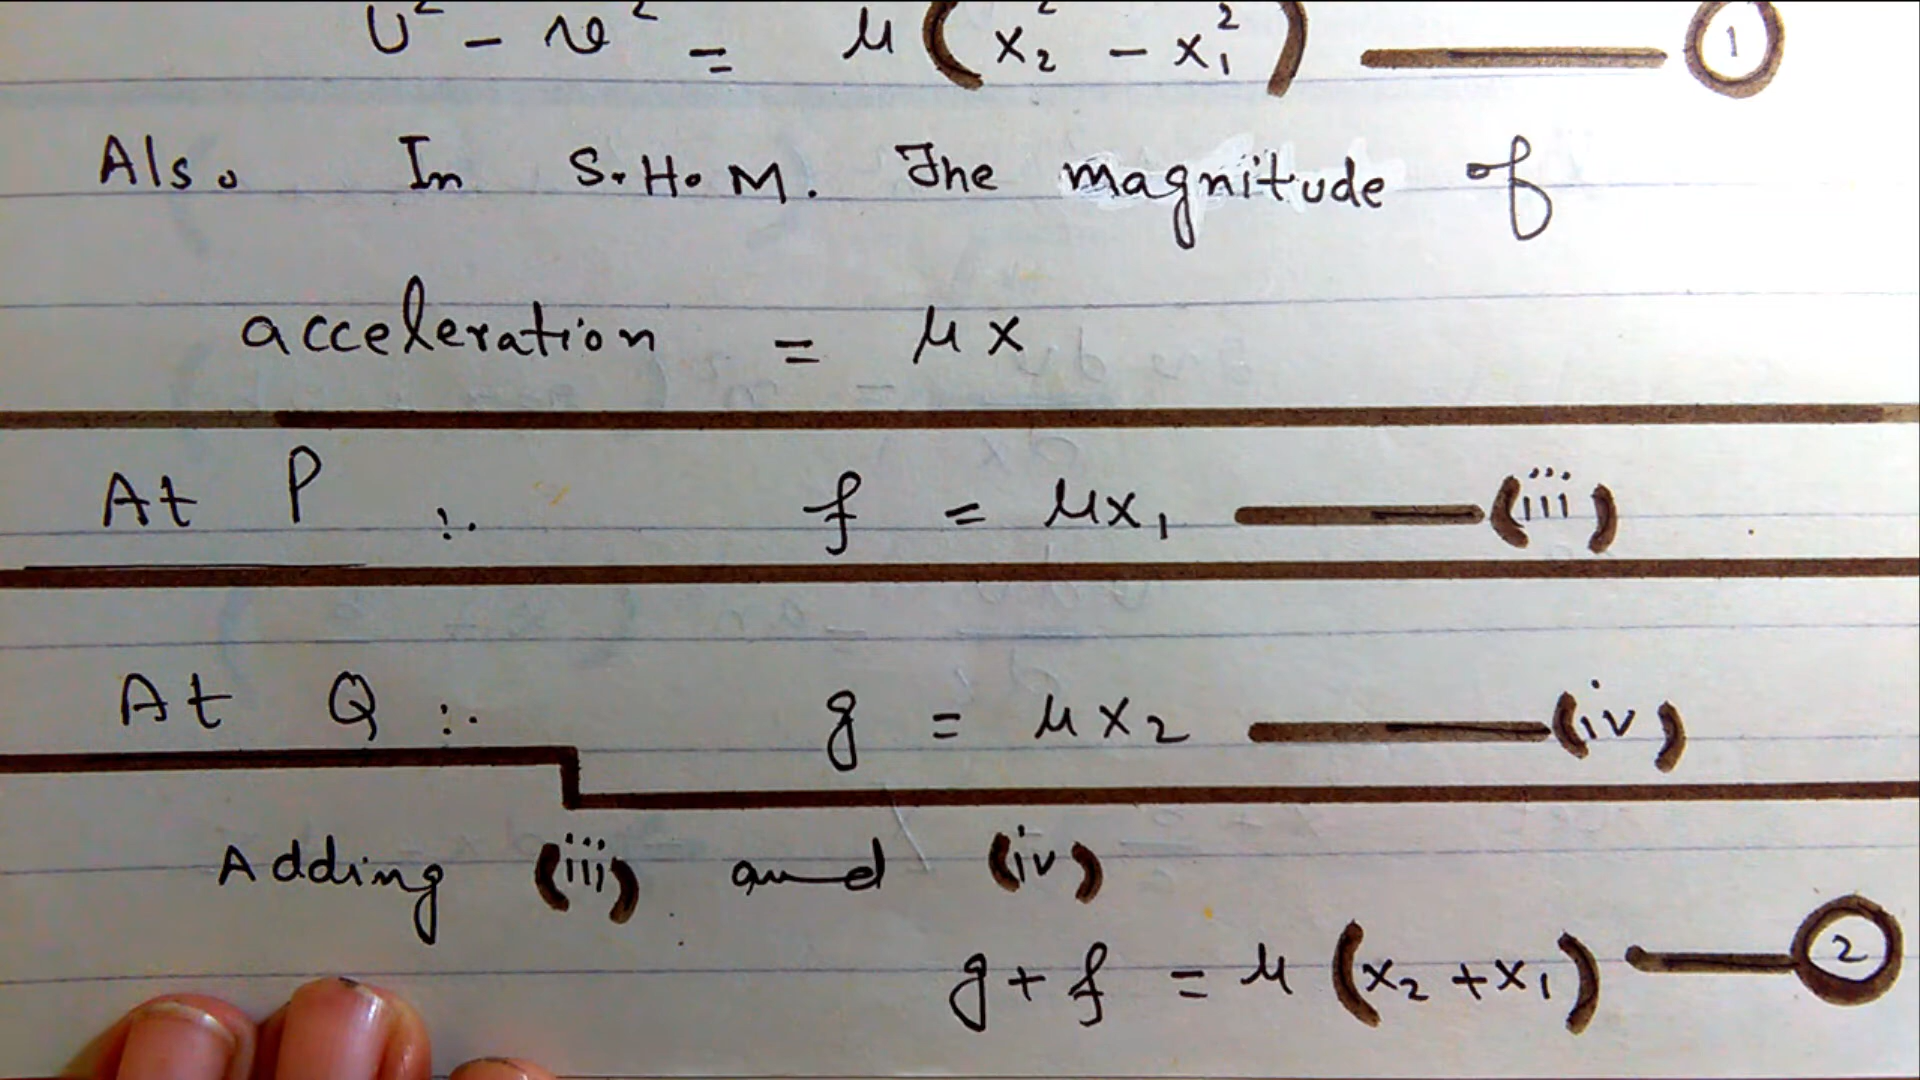 U² - v² = μ(x₂² - x₁²) ——— ①
Also In S.H.M. The magnitude of
acceleration = μx
At P :. f = μx₁ ——— (iii)
At Q :. g = μx₂ ——— (iv)
Adding (iii) and (iv)
g + f = μ(x₂ + x₁) ——— ②